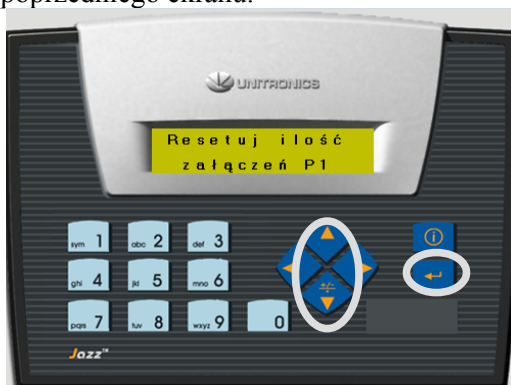 poprzedniego ekranu.
UNITRONICS
Resetuj ilość
załączeń P1
sym 1 abc 2 def 3
ghi 4 jkl 5 mno 6
pqrs 7 tuv 8 wxyz 9 0
+/-
Jazz™